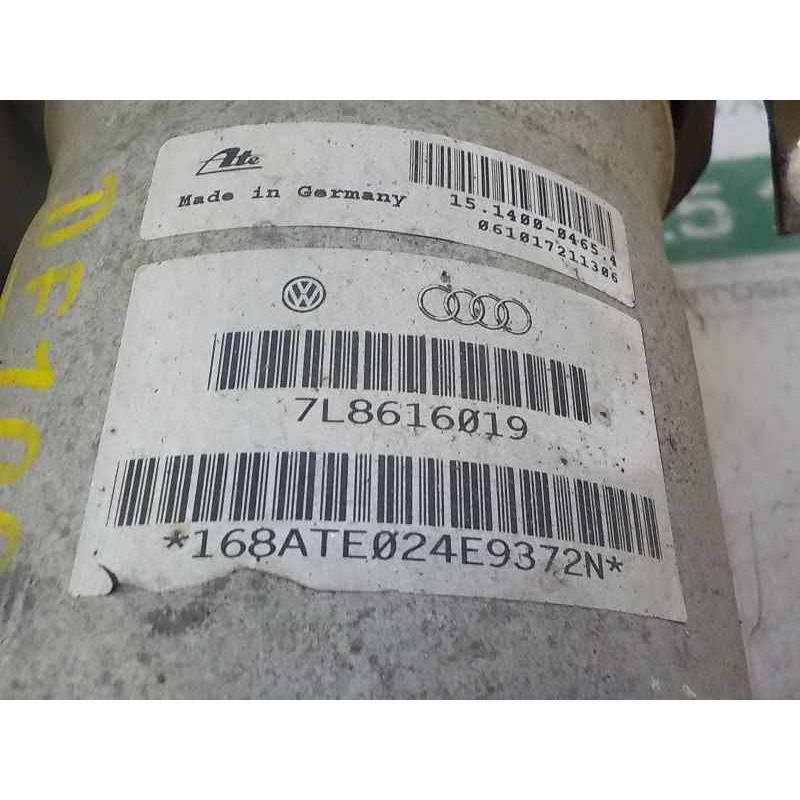 Ate
Made in Germany
15.1400-0465.4
061017211306
7L8616019
*168ATE024E9372N*